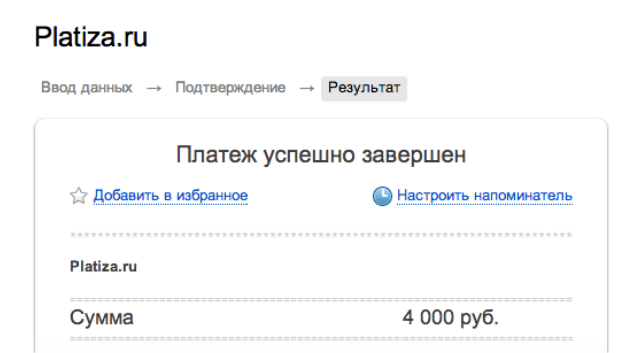 Platiza.ru
Ввод данных → Подтверждение → Результат
Платеж успешно завершен
Добавить в избранное Настроить напоминатель
Platiza.ru
Сумма 4 000 руб.